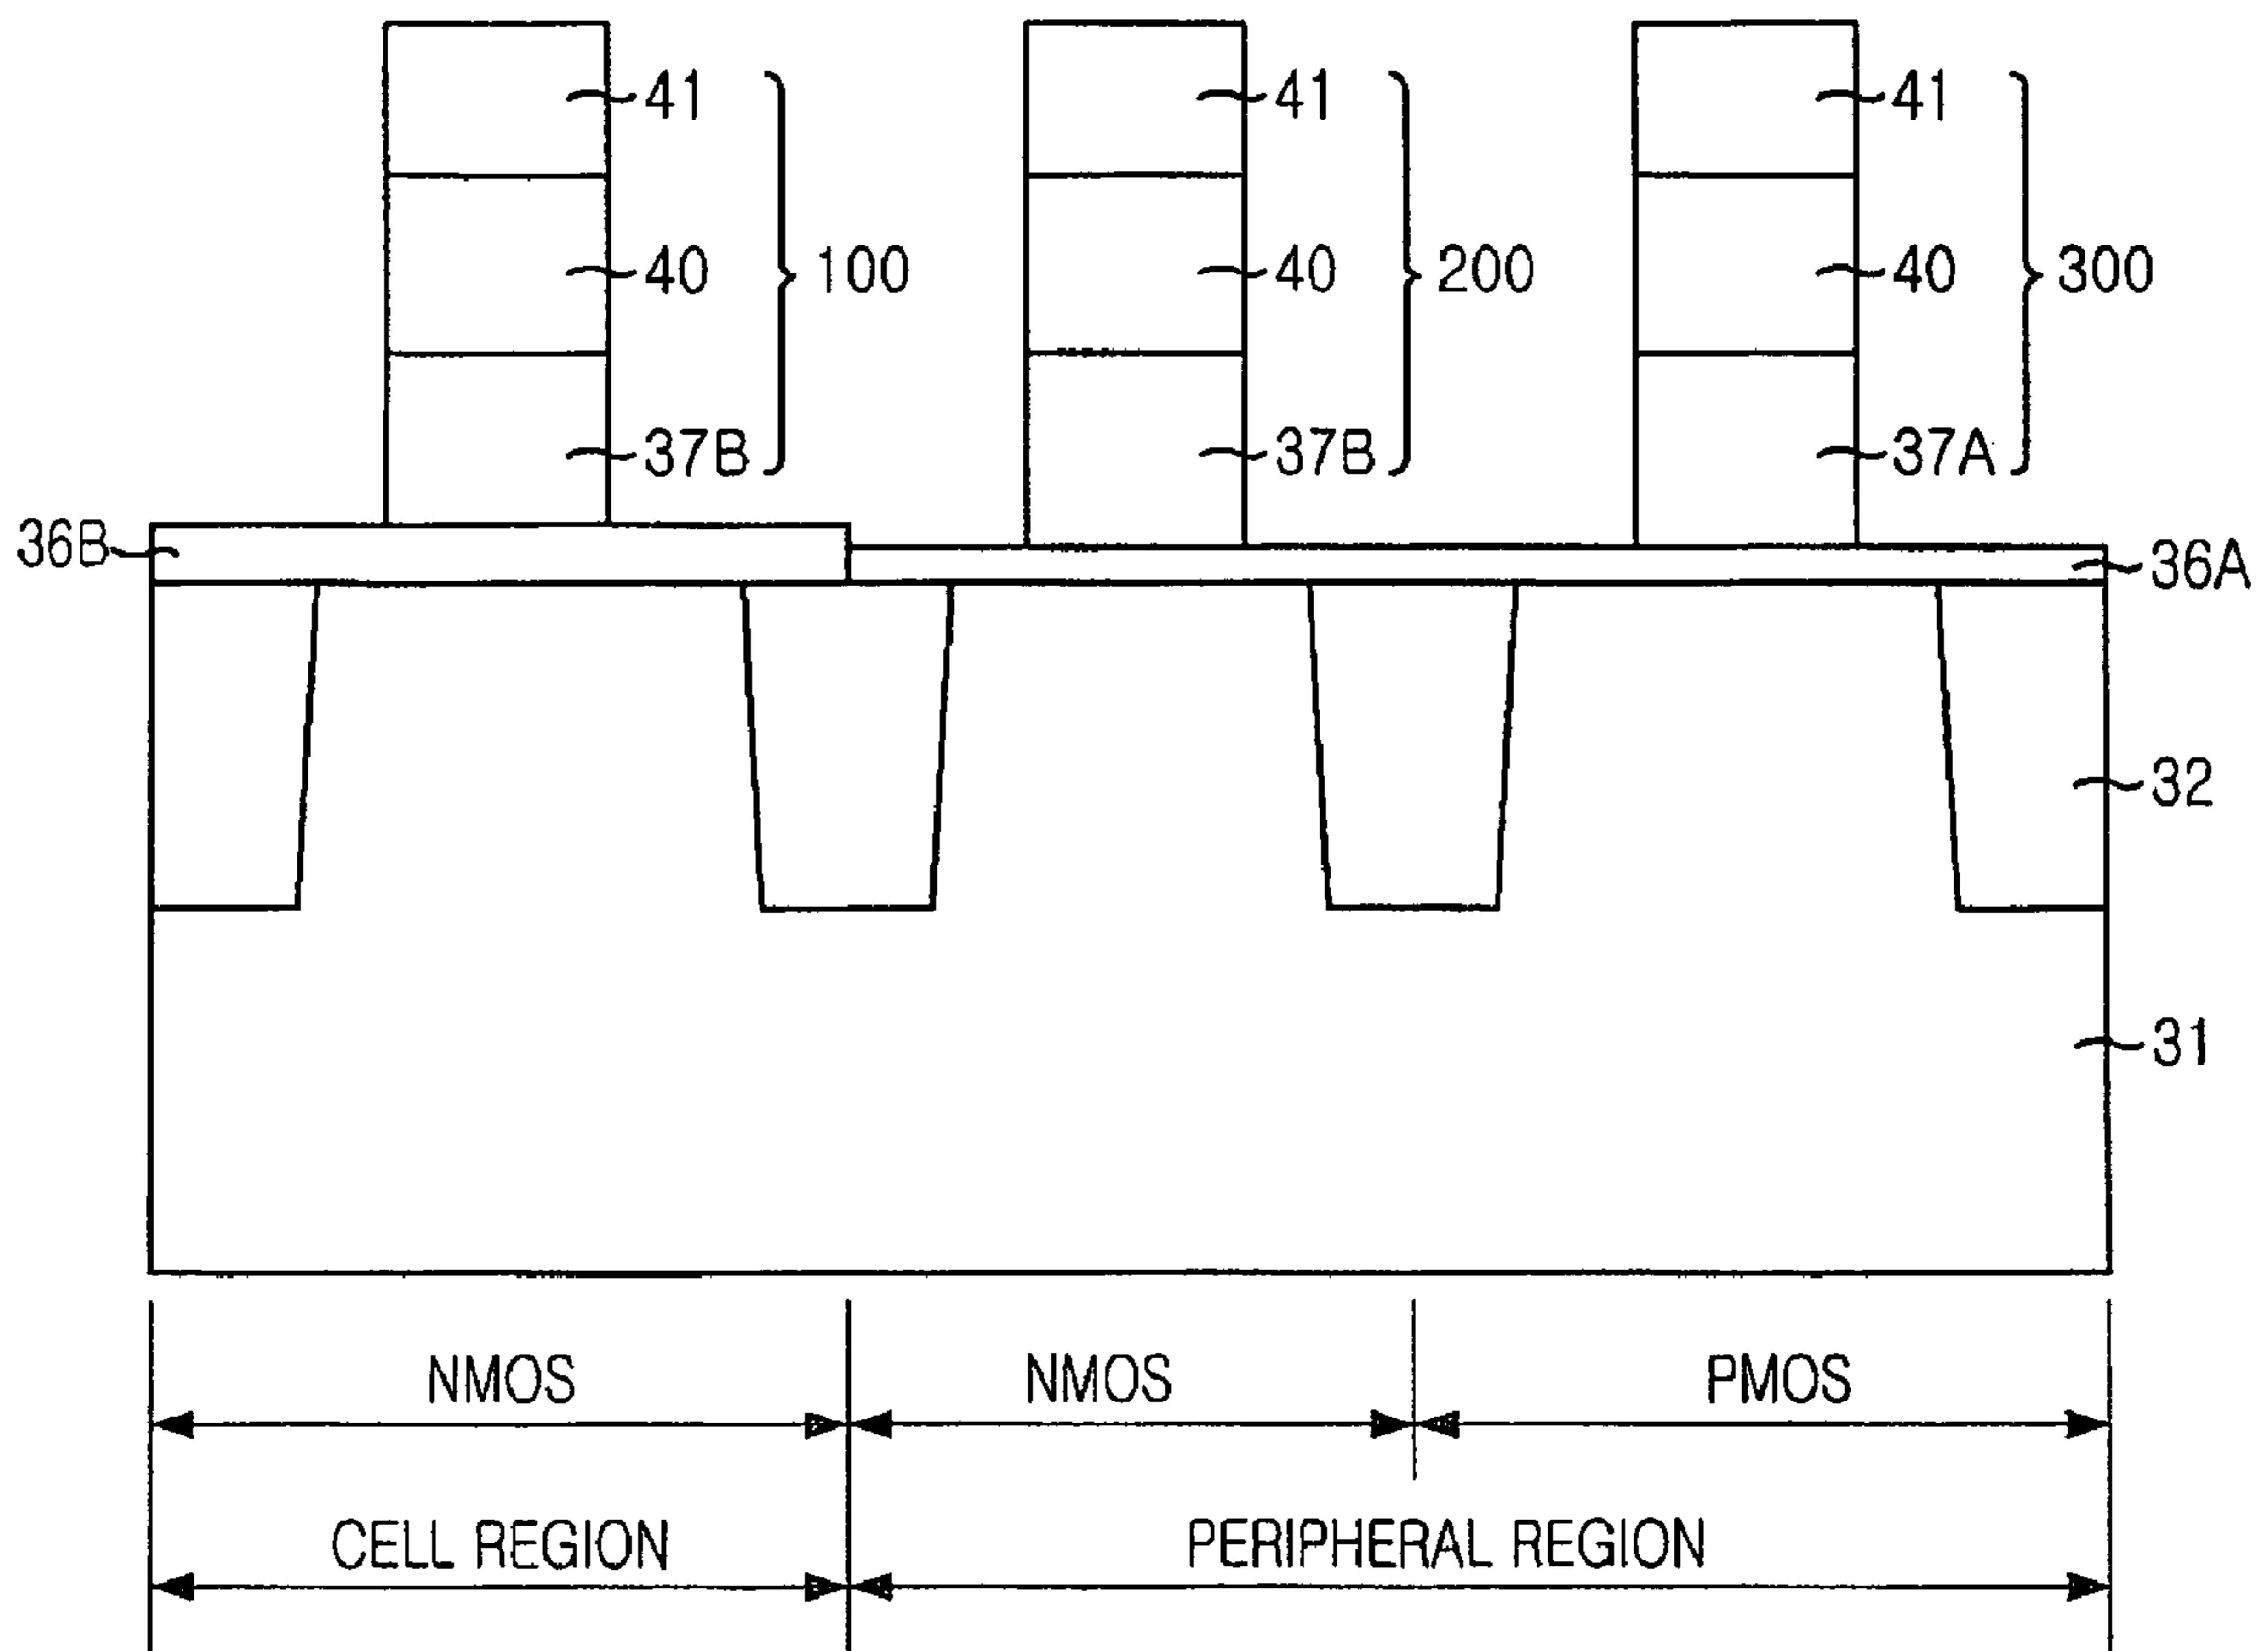 41 41 41
40 100 40 200 40 300
37B 37B 37A
36B 36A
32
31
NMOS NMOS PMOS
CELL REGION PERIPHERAL REGION